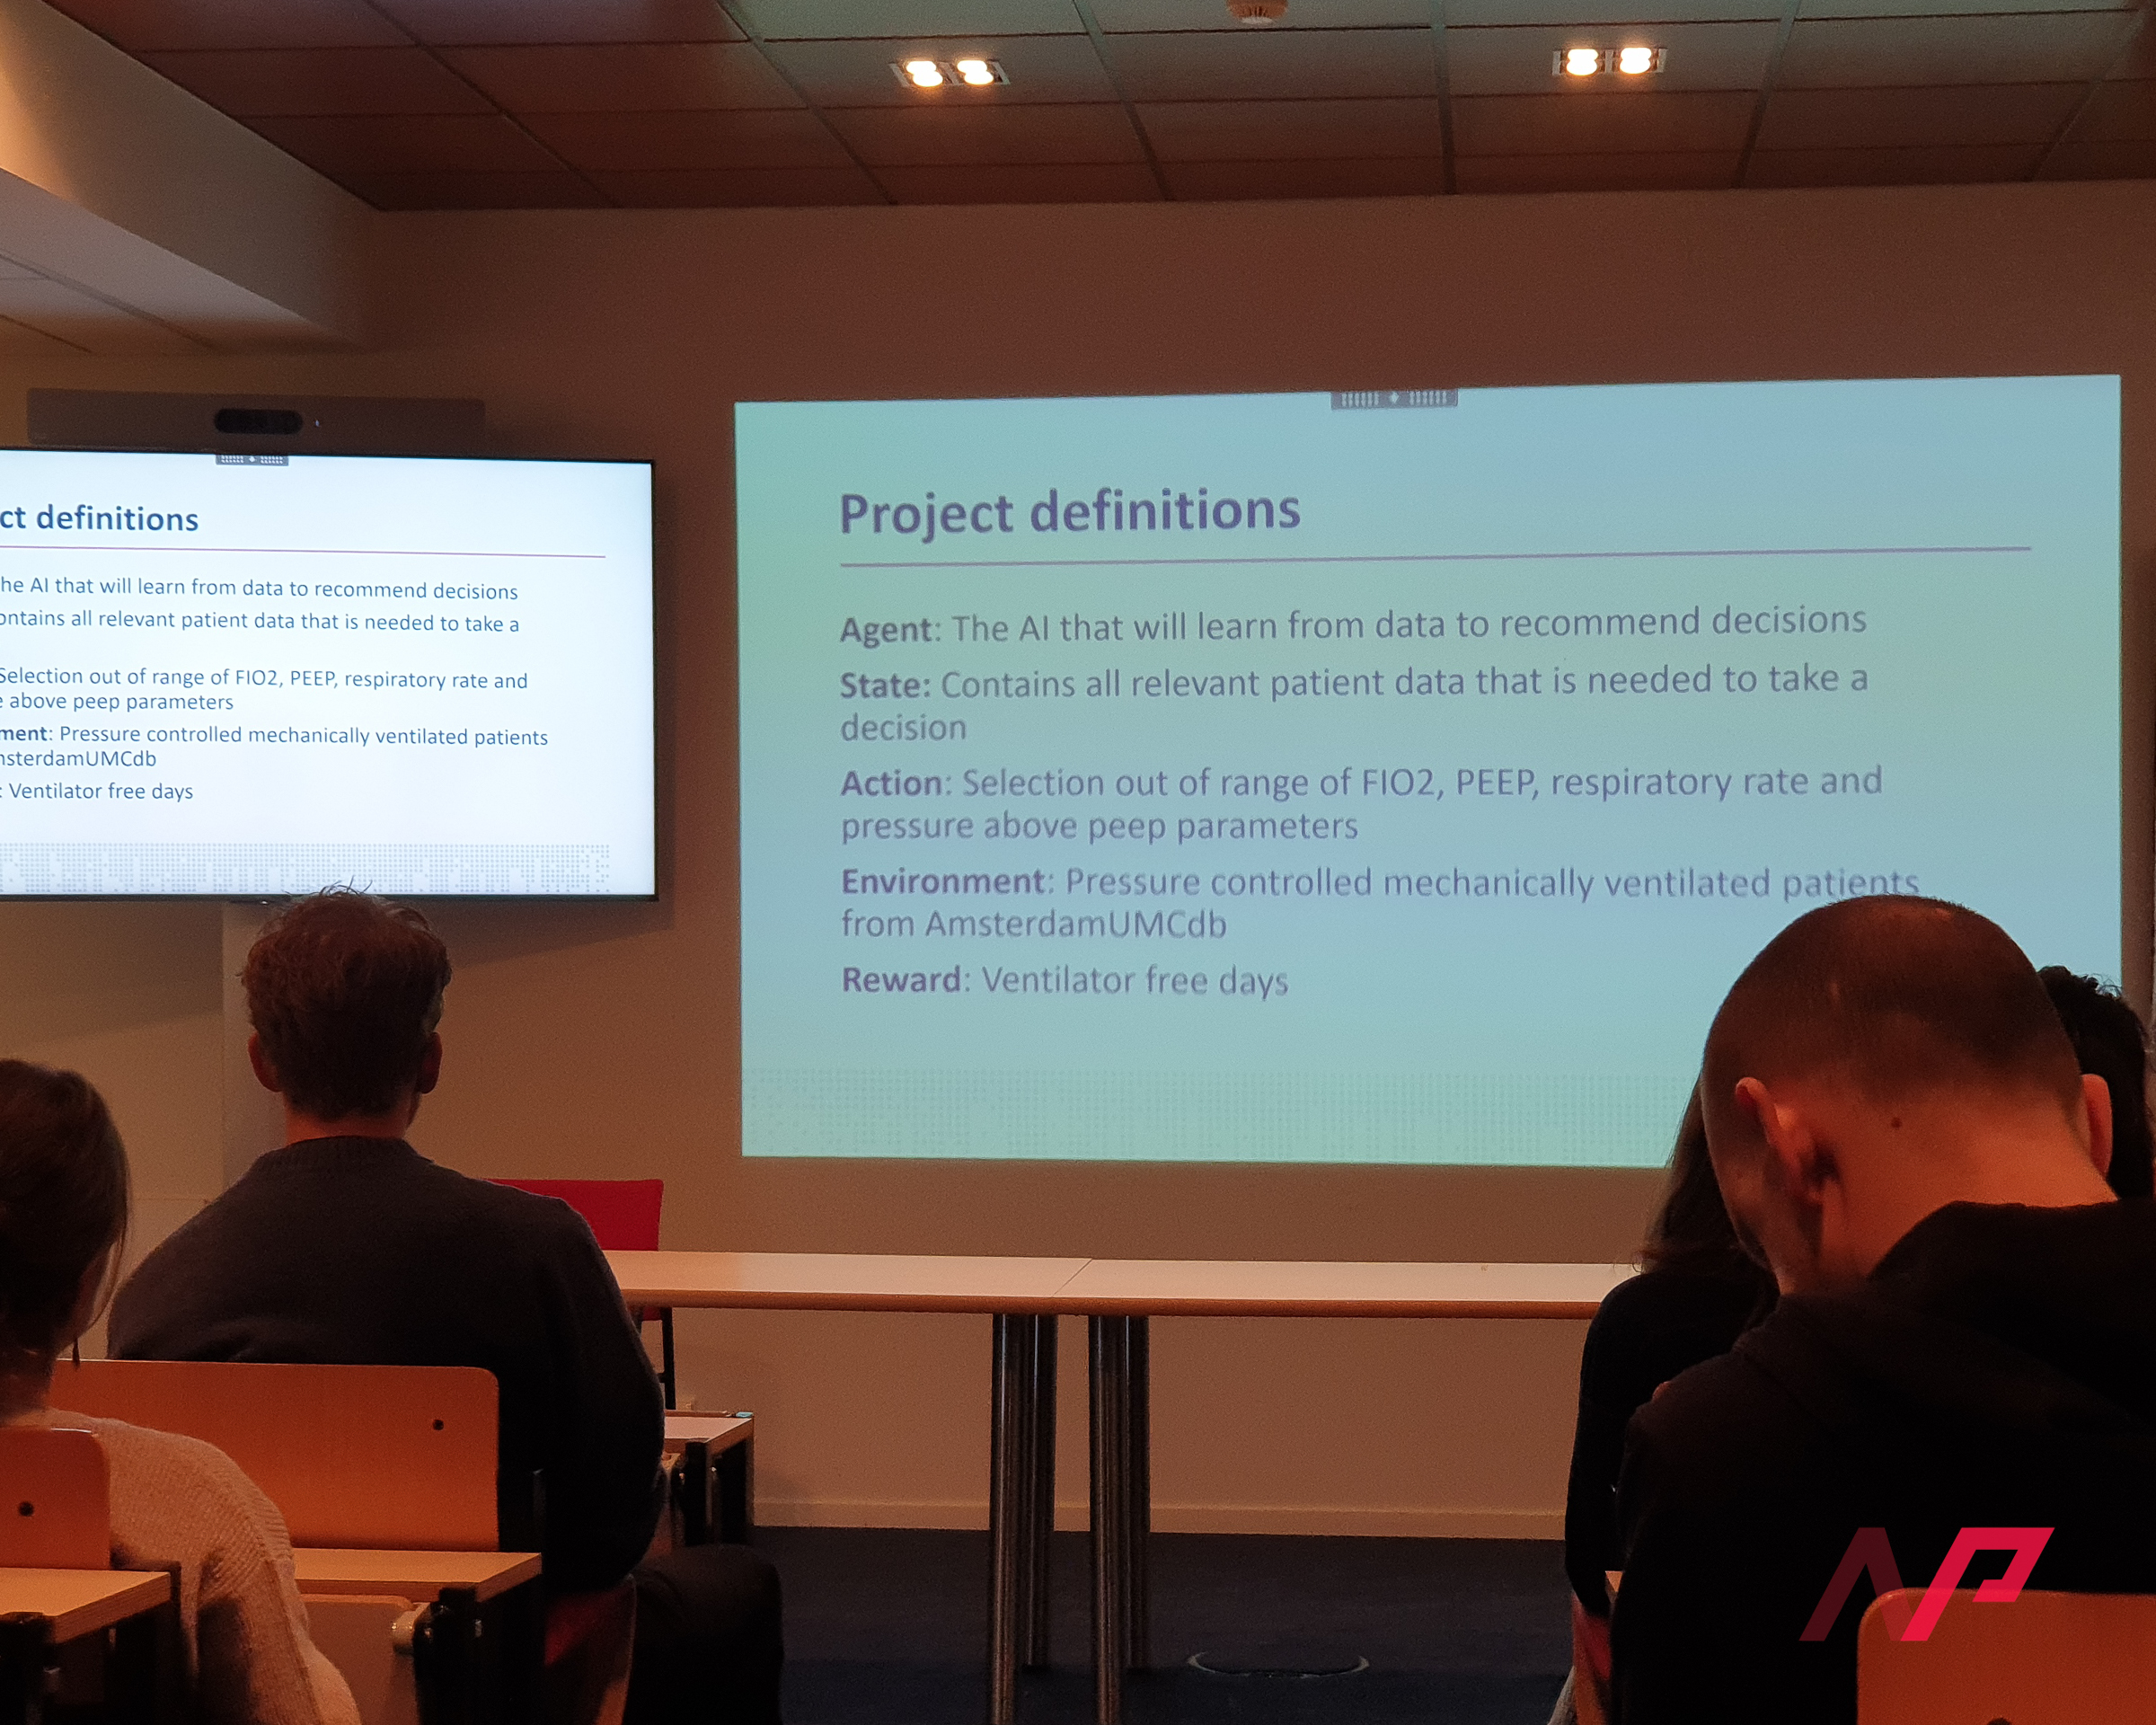 ct definitions
he AI that will learn from data to recommend decisions
ontains all relevant patient data that is needed to take a
Selection out of range of FIO2, PEEP, respiratory rate and
above peep parameters
ment: Pressure controlled mechanically ventilated patients
msterdamUMCdb
: Ventilator free days
Project definitions
Agent: The AI that will learn from data to recommend decisions
State: Contains all relevant patient data that is needed to take a
decision
Action: Selection out of range of FIO2, PEEP, respiratory rate and
pressure above peep parameters
Environment: Pressure controlled mechanically ventilated patients
from AmsterdamUMCdb
Reward: Ventilator free days